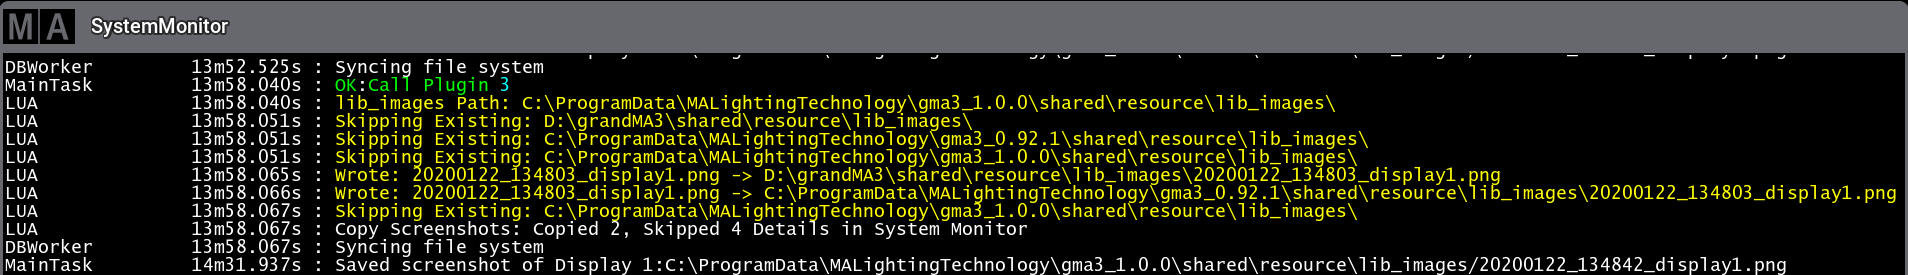 MA SystemMonitor
DBWorker 13m52.525s : Syncing file system
MainTask 13m58.040s : OK:Call Plugin 3
LUA 13m58.040s : lib_images Path: C:\ProgramData\MALightingTechnology\gma3_1.0.0\shared\resource\lib_images\
LUA 13m58.051s : Skipping Existing: D:\grandMA3\shared\resource\lib_images\
LUA 13m58.051s : Skipping Existing: C:\ProgramData\MALightingTechnology\gma3_0.92.1\shared\resource\lib_images\
LUA 13m58.051s : Skipping Existing: C:\ProgramData\MALightingTechnology\gma3_1.0.0\shared\resource\lib_images\
LUA 13m58.065s : Wrote: 20200122_134803_display1.png -> D:\grandMA3\shared\resource\lib_images\20200122_134803_display1.png
LUA 13m58.066s : Wrote: 20200122_134803_display1.png -> C:\ProgramData\MALightingTechnology\gma3_0.92.1\shared\resource\lib_images\20200122_134803_display1.png
LUA 13m58.067s : Skipping Existing: C:\ProgramData\MALightingTechnology\gma3_1.0.0\shared\resource\lib_images\
LUA 13m58.067s : Copy Screenshots: Copied 2, Skipped 4 Details in System Monitor
DBWorker 13m58.067s : Syncing file system
MainTask 14m31.937s : Saved screenshot of Display 1:C:\ProgramData\MALightingTechnology\gma3_1.0.0\shared\resource\lib_images/20200122_134842_display1.png